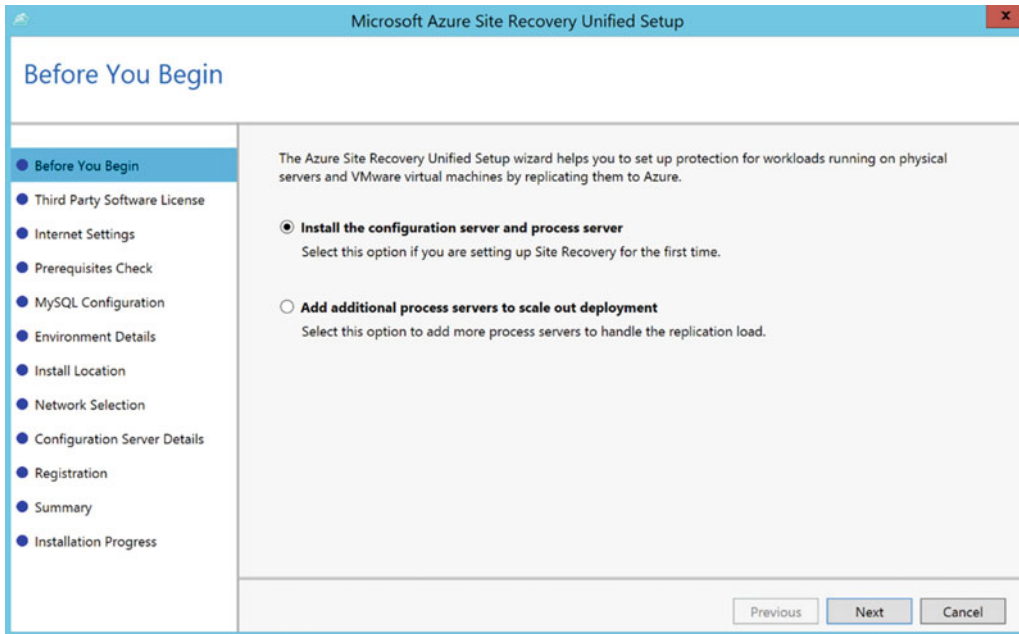 Microsoft Azure Site Recovery Unified Setup
x
Before You Begin
Before You Begin
Third Party Software License
Internet Settings
Prerequisites Check
MySQL Configuration
Environment Details
Install Location
Network Selection
Configuration Server Details
Registration
Summary
Installation Progress
The Azure Site Recovery Unified Setup wizard helps you to set up protection for workloads running on physical
servers and VMware virtual machines by replicating them to Azure.
Install the configuration server and process server
Select this option if you are setting up Site Recovery for the first time.
Add additional process servers to scale out deployment
Select this option to add more process servers to handle the replication load.
Previous
Next
Cancel